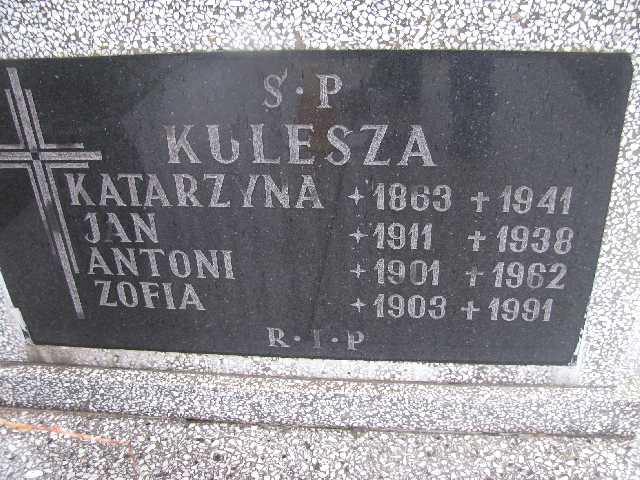 Ś·P
KULESZA
KATARZYNA ✦ 1863 + 1941
JAN ✦ 1911 + 1938
ANTONI ✦ 1901 + 1962
ZOFIA ✦ 1903 + 1991
R·I·P